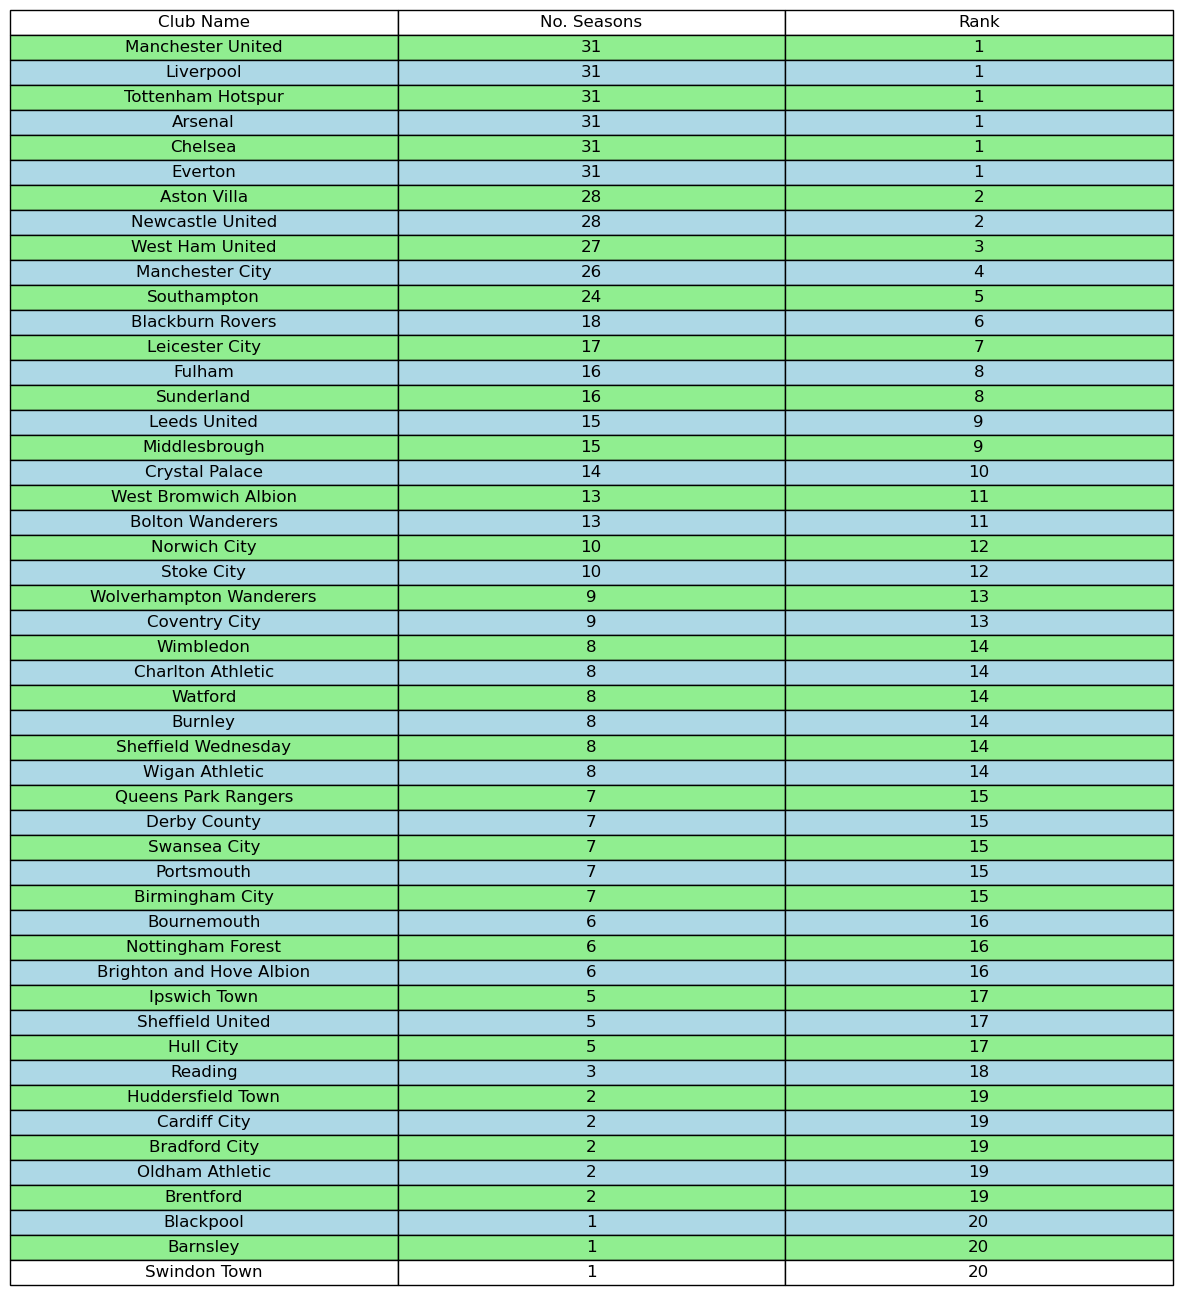 Club Name No. Seasons Rank
Manchester United 31 1
Liverpool 31 1
Tottenham Hotspur 31 1
Arsenal 31 1
Chelsea 31 1
Everton 31 1
Aston Villa 28 2
Newcastle United 28 2
West Ham United 27 3
Manchester City 26 4
Southampton 24 5
Blackburn Rovers 18 6
Leicester City 17 7
Fulham 16 8
Sunderland 16 8
Leeds United 15 9
Middlesbrough 15 9
Crystal Palace 14 10
West Bromwich Albion 13 11
Bolton Wanderers 13 11
Norwich City 10 12
Stoke City 10 12
Wolverhampton Wanderers 9 13
Coventry City 9 13
Wimbledon 8 14
Charlton Athletic 8 14
Watford 8 14
Burnley 8 14
Sheffield Wednesday 8 14
Wigan Athletic 8 14
Queens Park Rangers 7 15
Derby County 7 15
Swansea City 7 15
Portsmouth 7 15
Birmingham City 7 15
Bournemouth 6 16
Nottingham Forest 6 16
Brighton and Hove Albion 6 16
Ipswich Town 5 17
Sheffield United 5 17
Hull City 5 17
Reading 3 18
Huddersfield Town 2 19
Cardiff City 2 19
Bradford City 2 19
Oldham Athletic 2 19
Brentford 2 19
Blackpool 1 20
Barnsley 1 20
Swindon Town 1 20